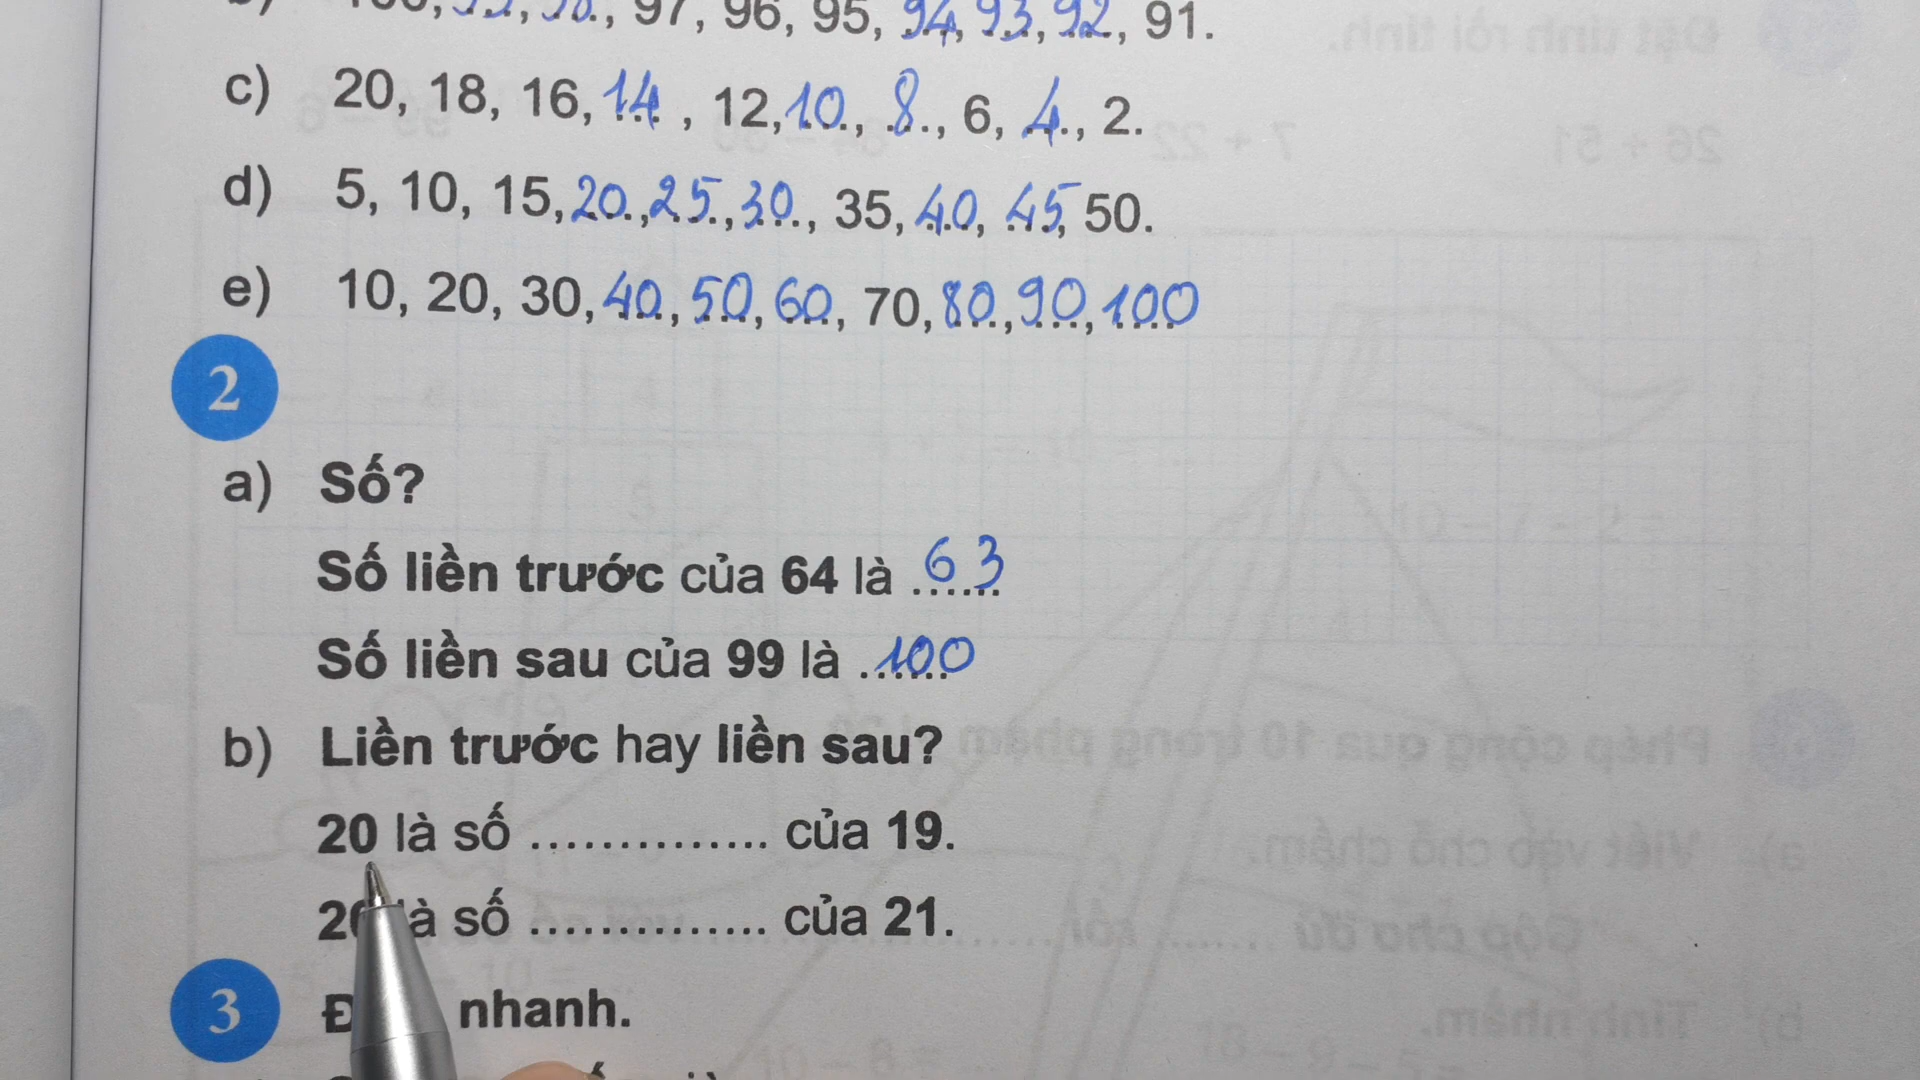 97, 96, 95, 94, 93, 92, 91.
c) 20, 18, 16, 14, 12, 10, 8, 6, 4, 2.
d) 5, 10, 15, 20, 25, 30, 35, 40, 45, 50.
e) 10, 20, 30, 40, 50, 60, 70, 80, 90, 100
2
a) Số?
Số liền trước của 64 là 63
Số liền sau của 99 là 100
b) Liền trước hay liền sau?
20 là số .............. của 19.
20 là số .............. của 21.
3 nhanh.